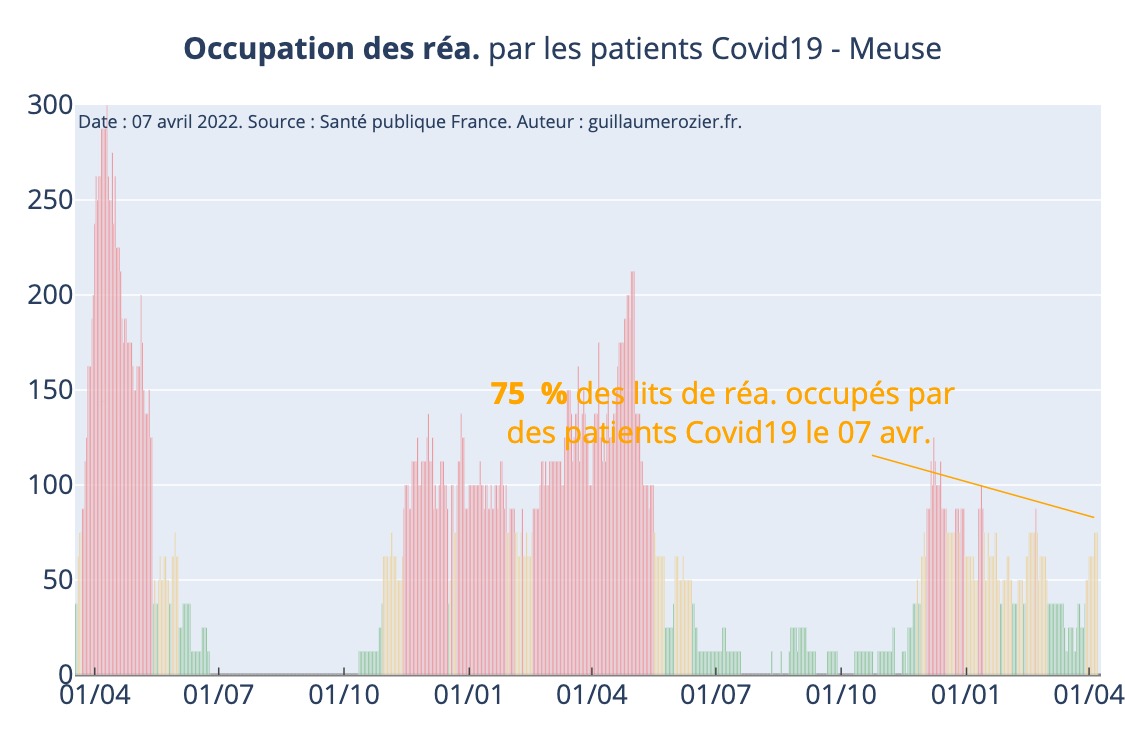 Occupation des réa. par les patients Covid19 - Meuse
300
Date : 07 avril 2022. Source : Santé publique France. Auteur : guillaumerozier.fr.
250
200
150
75 % des lits de réa. occupés par
des patients Covid19 le 07 avr.
100
50
0
01/04 01/07 01/10 01/01 01/04 01/07 01/10 01/01 01/04